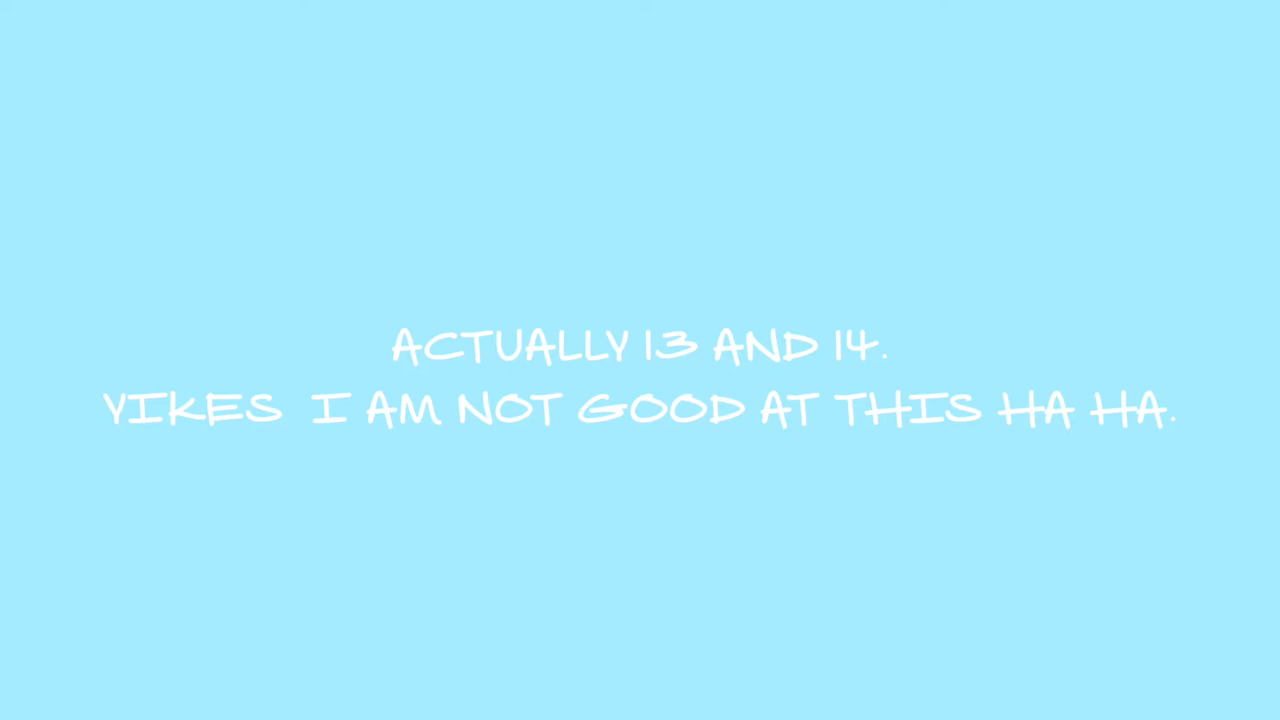 ACTUALLY 13 AND 14.
YIKES I AM NOT GOOD AT THIS HA HA.